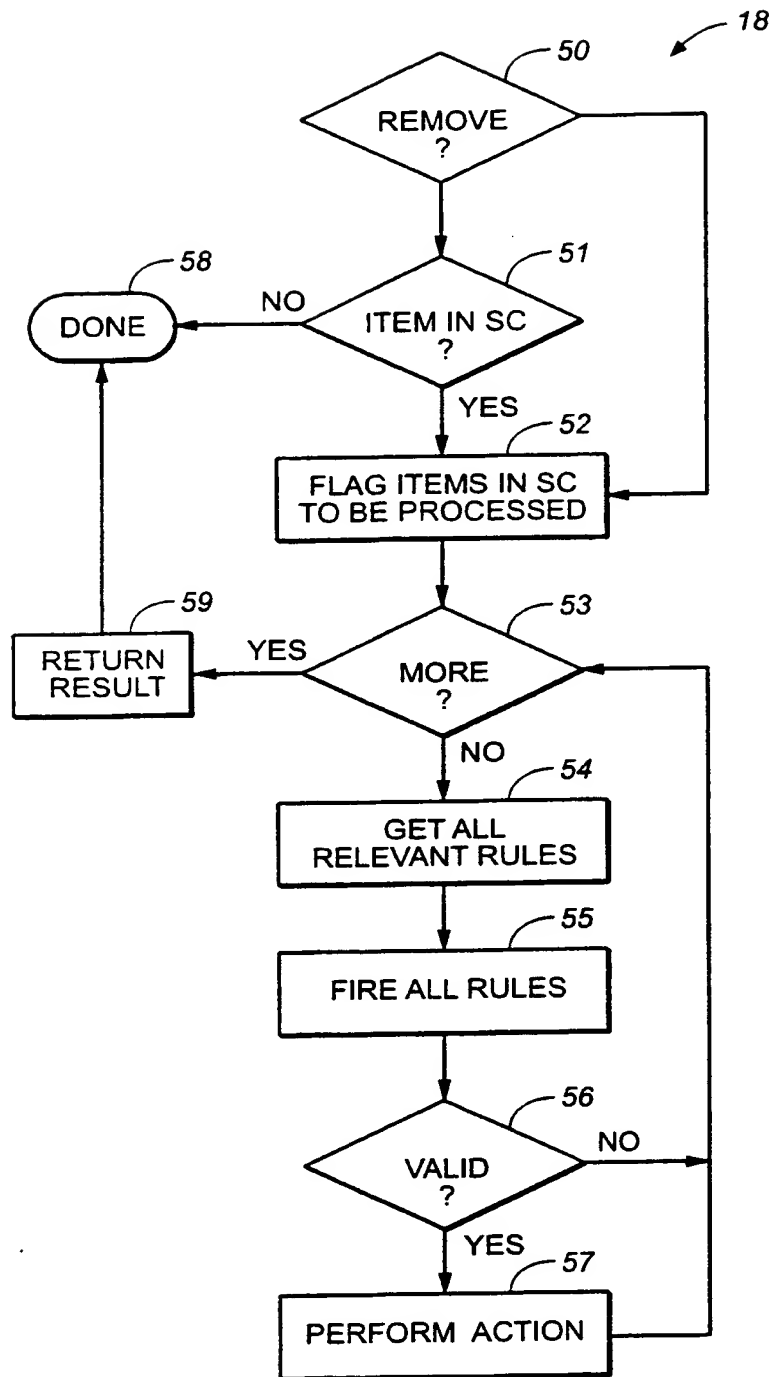 18
50
REMOVE
?
51
58
NO
DONE
ITEM IN SC
?
YES
52
FLAG ITEMS IN SC
TO BE PROCESSED
59
53
YES
RETURN
RESULT
MORE
?
NO
54
GET ALL
RELEVANT RULES
55
FIRE ALL RULES
56
NO
VALID
?
YES
57
PERFORM ACTION